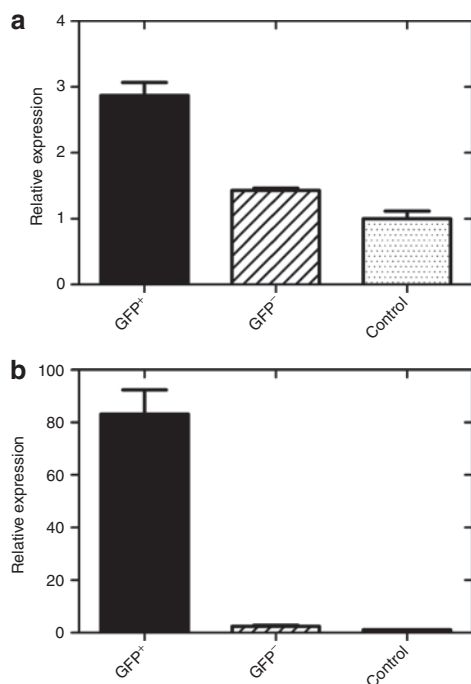 a
Relative expression
4
3
2
1
0
GFP⁺
GFP⁻
Control
b
Relative expression
100
80
60
40
20
0
GFP⁺
GFP⁻
Control